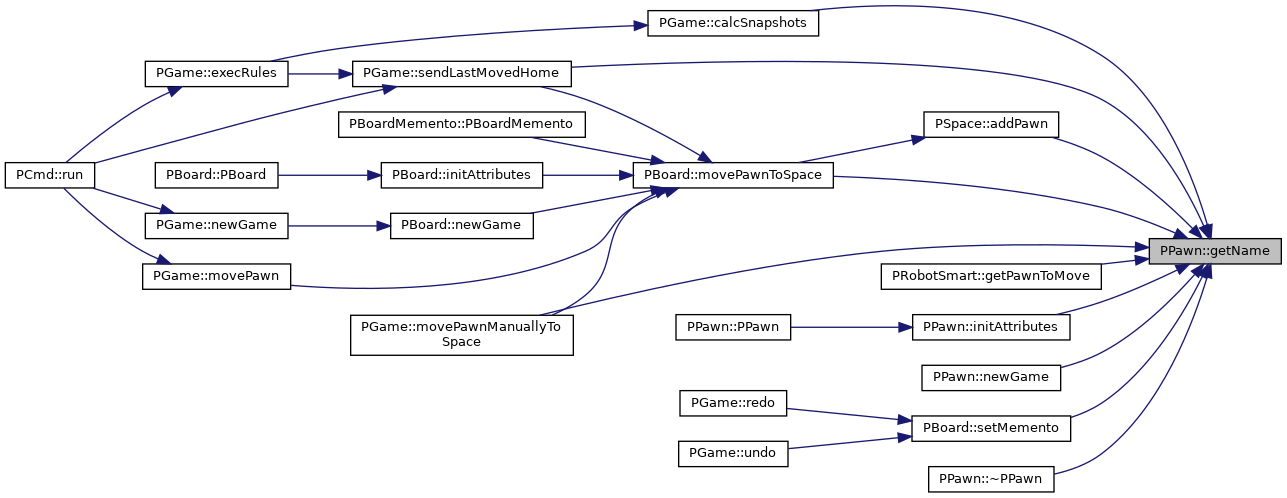 PGame::calcSnapshots
PGame::execRules
PGame::sendLastMovedHome
PBoardMemento::PBoardMemento
PSpace::addPawn
PCmd::run
PBoard::PBoard
PBoard::initAttributes
PBoard::movePawnToSpace
PGame::newGame
PBoard::newGame
PPawn::getName
PGame::movePawn
PRobotSmart::getPawnToMove
PGame::movePawnManuallyTo
Space
PPawn::PPawn
PPawn::initAttributes
PPawn::newGame
PGame::redo
PBoard::setMemento
PGame::undo
PPawn::~PPawn